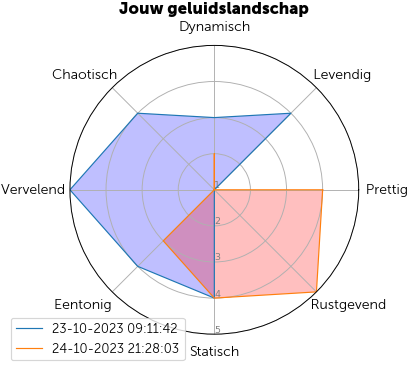 Jouw geluidslandschap
Dynamisch
Chaotisch
Levendig
Vervelend
1
Prettig
2
3
4
Eentonig
Rustgevend
5
Statisch
23-10-2023 09:11:42
24-10-2023 21:28:03